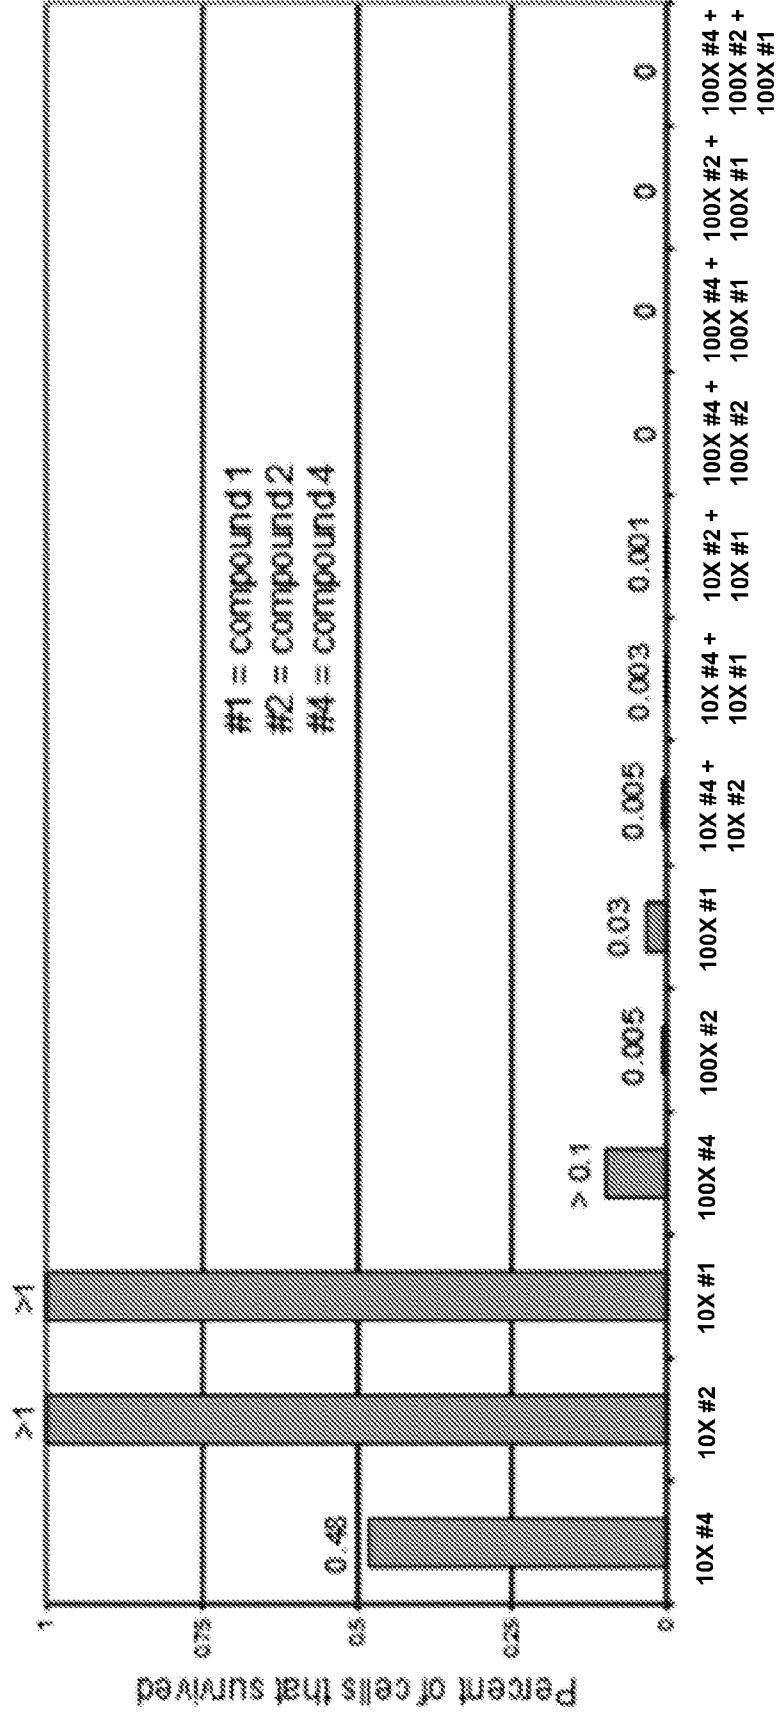 Percent of cells that survived
1
0.75
0.5
0.25
0
0.48
>1
>1
> 0.1
0.005
0.03
0.005
0.003
0.001
0
0
0
0
#1 = compound 1
#2 = compound 2
#4 = compound 4
10X #4
10X #2
10X #1
100X #4
100X #2
100X #1
10X #4 +
10X #2
10X #4 +
10X #1
10X #2 +
10X #1
100X #4 +
100X #2
100X #4 +
100X #1
100X #2 +
100X #1
100X #4 +
100X #2 +
100X #1